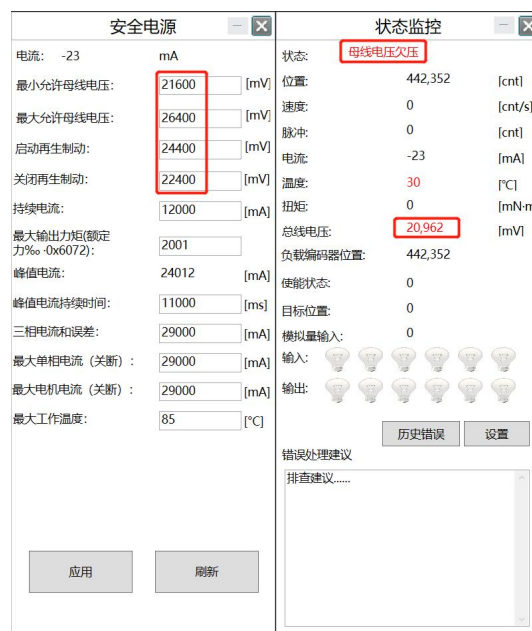 安全电源
电流: -23 mA
最小允许母线电压: 21600 [mV]
最大允许母线电压: 26400 [mV]
启动再生制动: 24400 [mV]
关闭再生制动: 22400 [mV]
持续电流: 12000 [mA]
最大输出力矩(额定
力‰ ·0x6072): 2001
峰值电流: 24012 [mA]
峰值电流持续时间: 11000 [ms]
三相电流和误差: 29000 [mA]
最大单相电流（关断）: 29000 [mA]
最大电机电流（关断）: 29000 [mA]
最大工作温度: 85 [°C]
应用 刷新
状态监控
状态: 母线电压欠压
位置: 442,352 [cnt]
速度: 0 [cnt/s]
脉冲: 0 [cnt]
电流: -23 [mA]
温度: 30 [°C]
扭矩: 0 [mN·m
总线电压: 20,962 [mV]
负载编码器位置: 442,352
使能状态: 0
目标位置: 0
模拟量输入: 0
输入:
输出:
历史错误 设置
错误处理建议
排查建议......